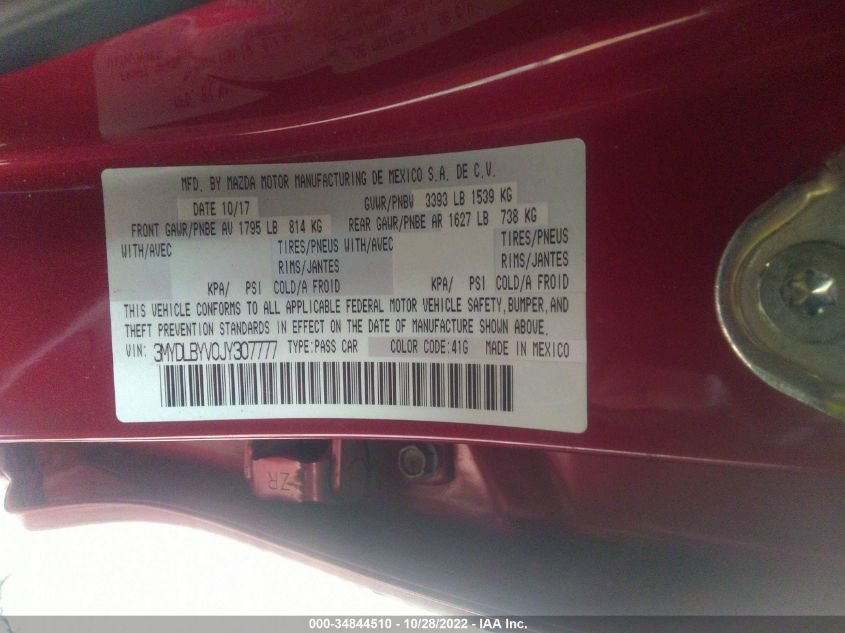 MFD. BY MAZDA MOTOR MANUFACTURING DE MEXICO S.A. DE C.V.
DATE 10/17 GVWR/PNBV 3393 LB 1539 KG
FRONT GAWR/PNBE AV 1795 LB 814 KG REAR GAWR/PNBE AR 1627 LB 738 KG
WITH/AVEC TIRES/PNEUS WITH/AVEC TIRES/PNEUS
RIMS/JANTES RIMS/JANTES
KPA/ PSI COLD/A FROID KPA/ PSI COLD/A FROID
THIS VEHICLE CONFORMS TO ALL APPLICABLE FEDERAL MOTOR VEHICLE SAFETY, BUMPER, AND
THEFT PREVENTION STANDARDS IN EFFECT ON THE DATE OF MANUFACTURE SHOWN ABOVE.
VIN: 3MYDLBYV0JY307777 TYPE:PASS CAR COLOR CODE:41G MADE IN MEXICO
ZR
000-34844510 - 10/28/2022 - IAA Inc.